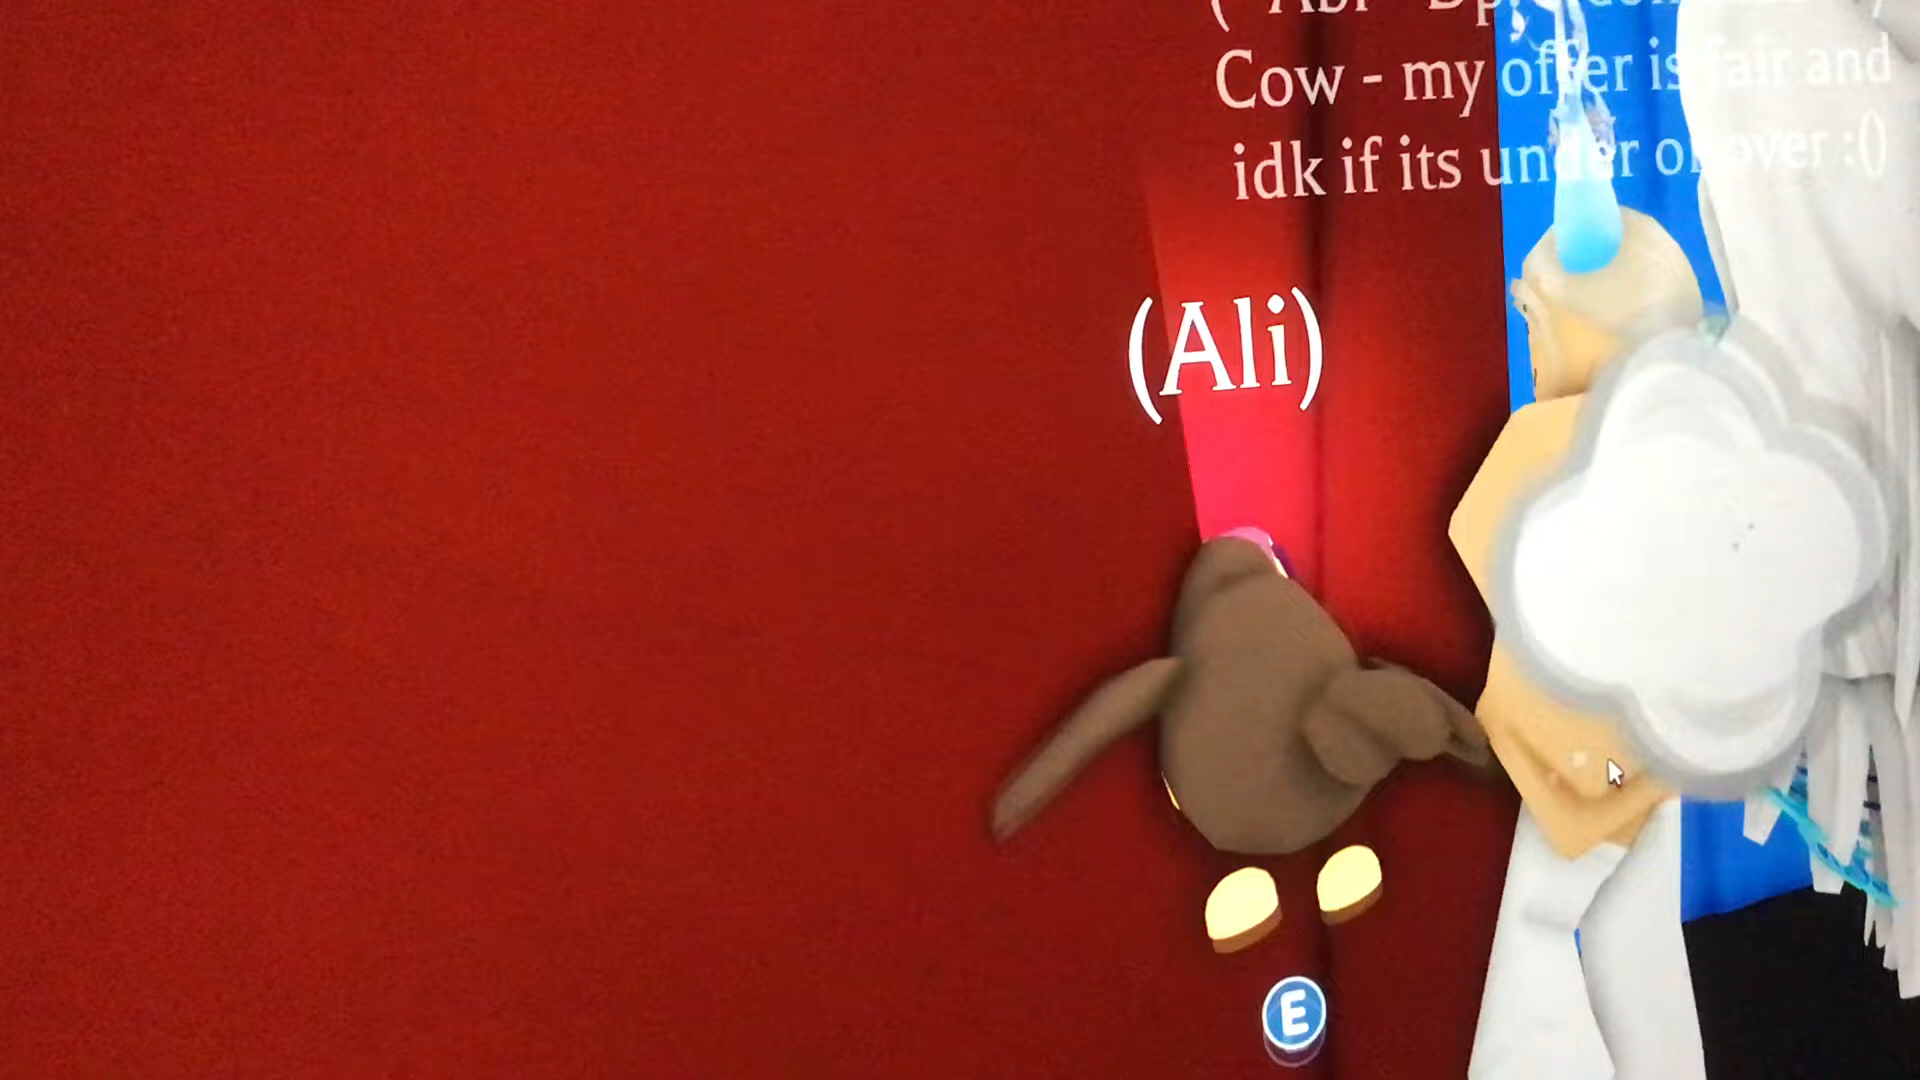 Cow - my offer is fair and
idk if its under or over :()
(Ali)
E